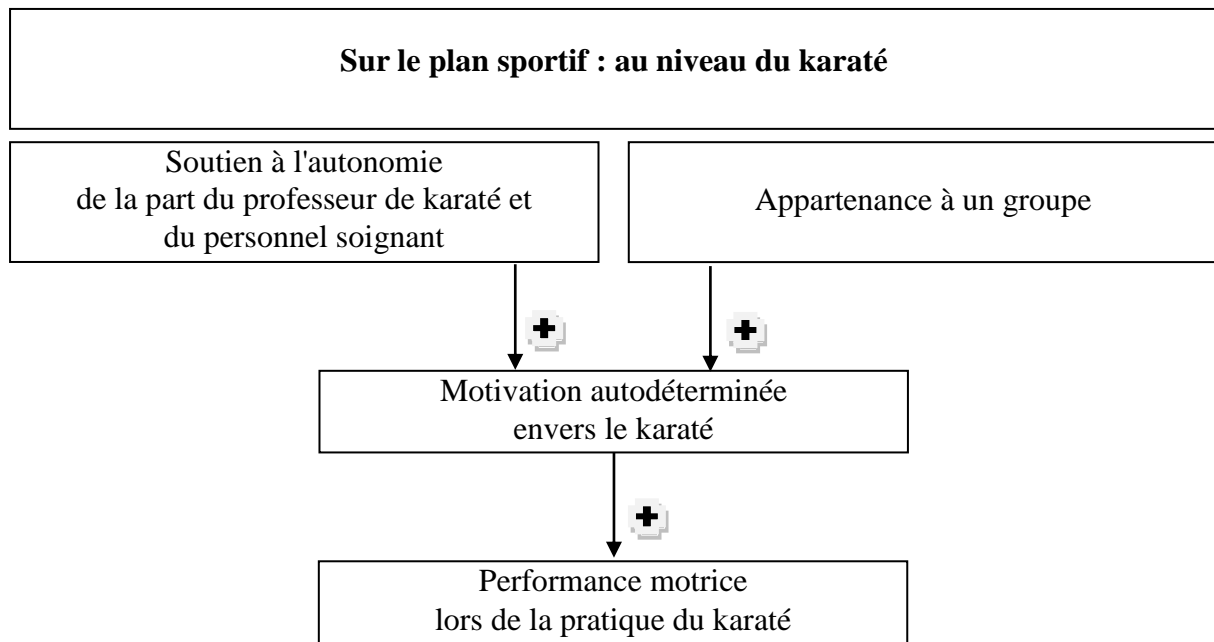 Sur le plan sportif : au niveau du karaté
Soutien à l'autonomie
de la part du professeur de karaté et
du personnel soignant
Appartenance à un groupe
+
+
Motivation autodéterminée
envers le karaté
+
Performance motrice
lors de la pratique du karaté